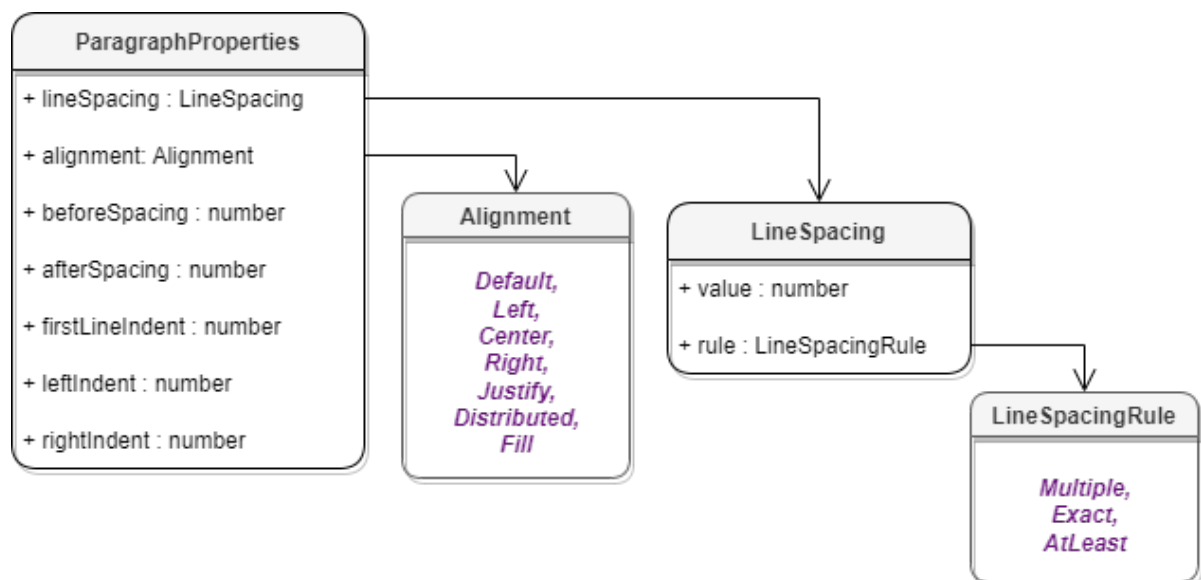 ParagraphProperties
+ lineSpacing : LineSpacing
+ alignment: Alignment
+ beforeSpacing : number
+ afterSpacing : number
+ firstLineIndent : number
+ leftIndent : number
+ rightIndent : number
Alignment
Default,
Left,
Center,
Right,
Justify,
Distributed,
Fill
LineSpacing
+ value : number
+ rule : LineSpacingRule
LineSpacingRule
Multiple,
Exact,
AtLeast